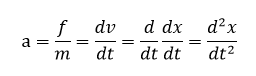 a = f/m = dv/dt = d/dt dx/dt = d²x/dt²